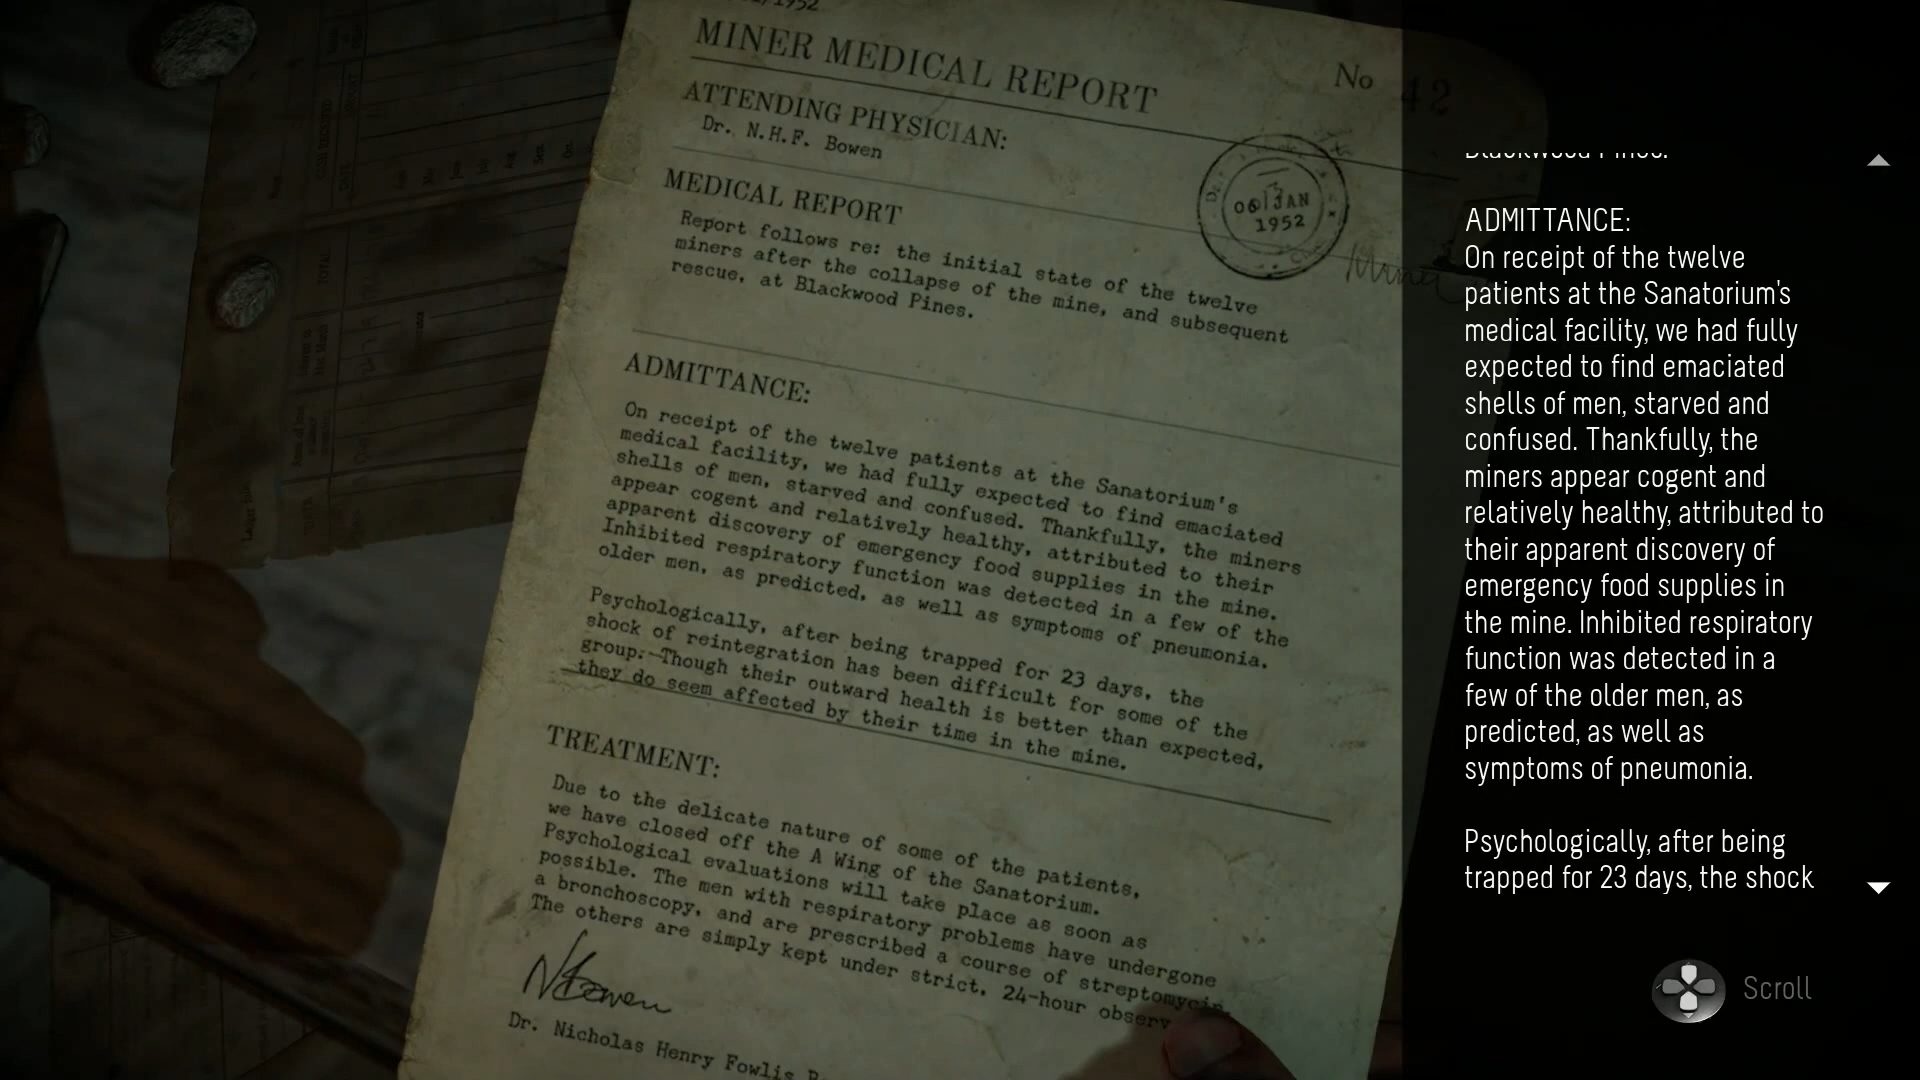 /1952
MINER MEDICAL REPORT
No 42
ATTENDING PHYSICIAN:
Dr. N.H.F. Bowen
06 JAN
1952
MEDICAL REPORT
Report follows re: the initial state of the twelve
miners after the collapse of the mine, and subsequent
rescue, at Blackwood Pines.
ADMITTANCE:
On receipt of the twelve patients at the Sanatorium's
medical facility, we had fully expected to find emaciated
shells of men, starved and confused. Thankfully, the miners
appear cogent and relatively healthy, attributed to their
apparent discovery of emergency food supplies in the mine.
Inhibited respiratory function was detected in a few of the
older men, as predicted, as well as symptoms of pneumonia.
Psychologically, after being trapped for 23 days, the
shock of reintegration has been difficult for some of the
group. Though their outward health is better than expected,
they do seem affected by their time in the mine.
TREATMENT:
Due to the delicate nature of some of the patients,
we have closed off the A Wing of the Sanatorium.
Psychological evaluations will take place as soon as
possible. The men with respiratory problems have undergone
a bronchoscopy, and are prescribed a course of streptomycin.
The others are simply kept under strict, 24-hour observ
NBowen
Dr. Nicholas Henry Fowlis B
Blackwood Pines.
ADMITTANCE:
On receipt of the twelve
patients at the Sanatorium's
medical facility, we had fully
expected to find emaciated
shells of men, starved and
confused. Thankfully, the
miners appear cogent and
relatively healthy, attributed to
their apparent discovery of
emergency food supplies in
the mine. Inhibited respiratory
function was detected in a
few of the older men, as
predicted, as well as
symptoms of pneumonia.
Psychologically, after being
trapped for 23 days, the shock
Scroll